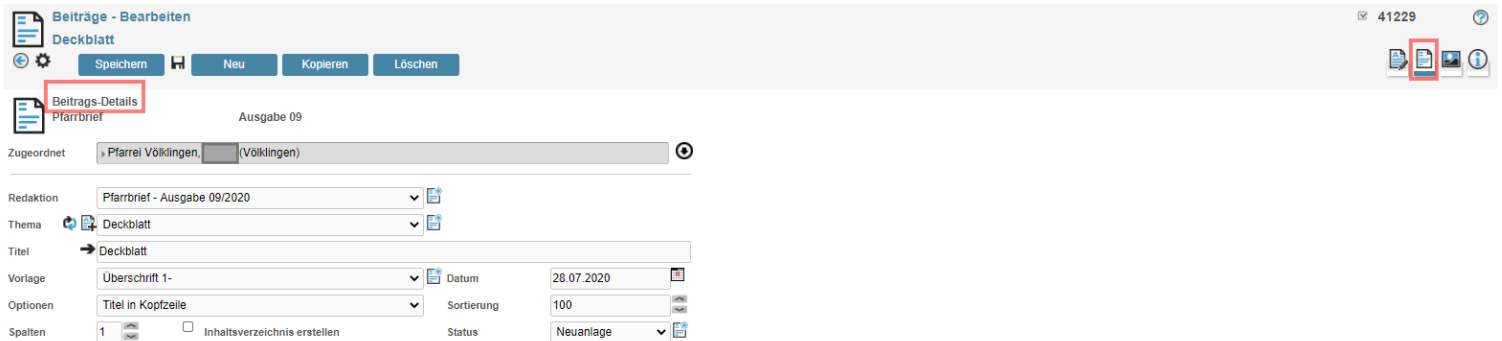 Beiträge - Bearbeiten
41229
Deckblatt
Speichern Neu Kopieren Löschen
Beitrags-Details
Pfarrbrief Ausgabe 09
Zugeordnet Pfarrei Völklingen, (Völklingen)
Redaktion Pfarrbrief - Ausgabe 09/2020
Thema Deckblatt
Titel Deckblatt
Vorlage Überschrift 1- Datum 28.07.2020
Optionen Titel in Kopfzeile Sortierung 100
Spalten 1 Inhaltsverzeichnis erstellen Status Neuanlage